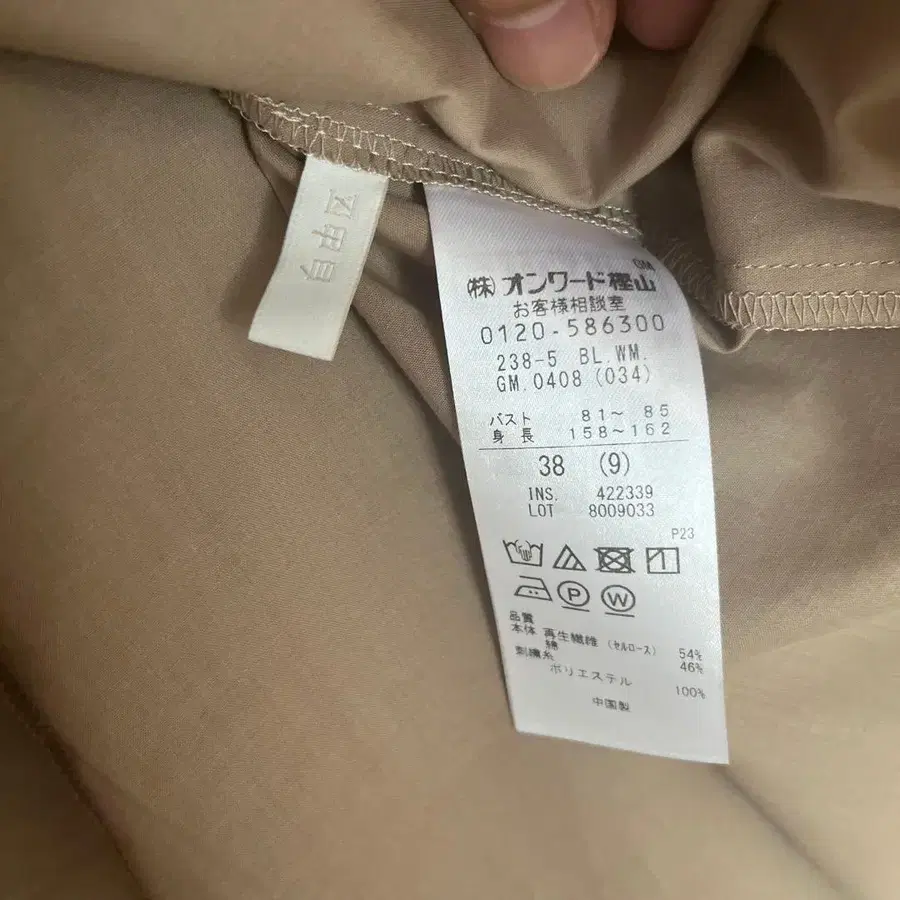 GM
(株)オンワード樫山
お客様相談室
0120-586300
238-5 BL.WM.
GM.0408 (034)
バスト 81～ 85
身長 158～162
38 (9)
INS. 422339
LOT 8009033
P23
P W
品質
本体 再生繊維 (セルロース) 54%
綿 46%
刺繍糸
ポリエステル 100%
中国製